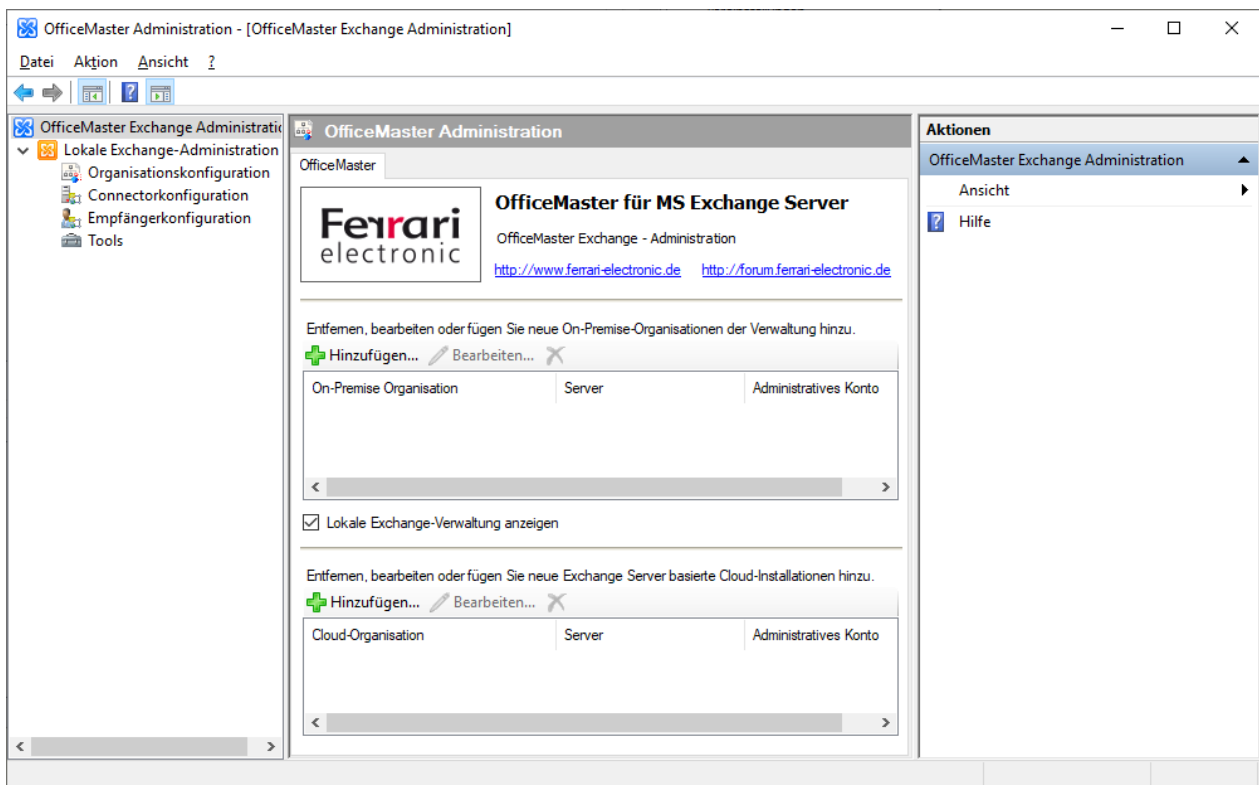 OfficeMaster Administration - [OfficeMaster Exchange Administration]
Datei Aktion Ansicht ?
OfficeMaster Exchange Administratio
Lokale Exchange-Administration
Organisationskonfiguration
Connectorkonfiguration
Empfängerkonfiguration
Tools
OfficeMaster Administration
OfficeMaster
Ferrari
electronic
OfficeMaster für MS Exchange Server
OfficeMaster Exchange - Administration
http://www.ferrari-electronic.de http://forum.ferrari-electronic.de
Entfernen, bearbeiten oder fügen Sie neue On-Premise-Organisationen der Verwaltung hinzu.
Hinzufügen... Bearbeiten...
On-Premise Organisation Server Administratives Konto
Lokale Exchange-Verwaltung anzeigen
Entfernen, bearbeiten oder fügen Sie neue Exchange Server basierte Cloud-Installationen hinzu.
Hinzufügen... Bearbeiten...
Cloud-Organisation Server Administratives Konto
Aktionen
OfficeMaster Exchange Administration
Ansicht
Hilfe